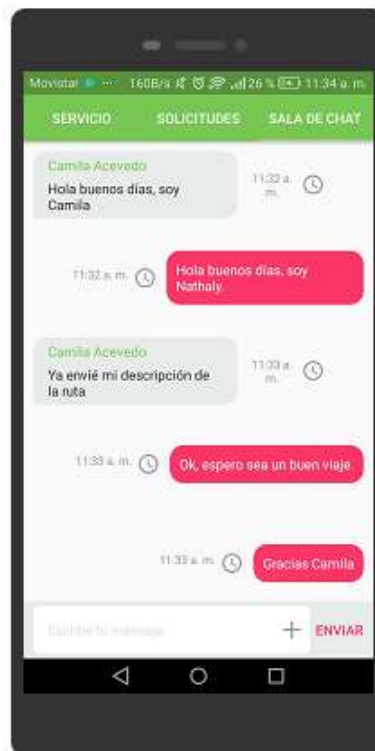 Movistar ... 160B/s 26 % 11:34 a. m.
SERVICIO SOLICITUDES SALA DE CHAT
Camila Acevedo
Hola buenos días, soy
Camila
11:32 a.
m.
11:32 a. m.
Hola buenos días, soy
Nathaly.
Camila Acevedo
Ya envié mi descripción de
la ruta
11:33 a.
m.
11:33 a. m.
Ok, espero sea un buen viaje.
11:33 a. m.
Gracias Camila
Escribe tu mensaje
+ ENVIAR